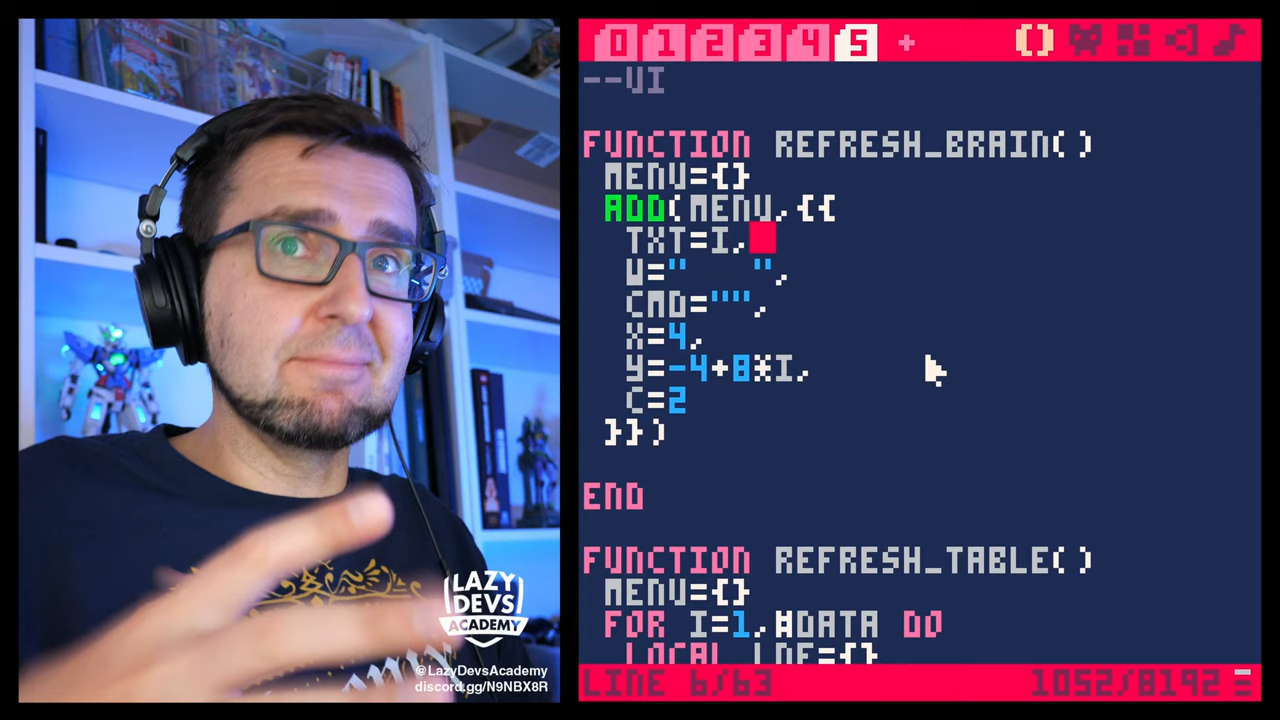 0 1 2 3 4 5 +
--UI
FUNCTION REFRESH_BRAIN()
MENU={}
ADD(MENU,{{
TXT=I,
W="   ",
CMD="",
X=4,
Y=-4+8*I,
C=2
}})
END
FUNCTION REFRESH_TABLE()
MENU={}
FOR I=1,#DATA DO
LOCAL LNE={}
LINE 6/63
1052/8192
LAZY
DEVS
ACADEMY
@LazyDevsAcademy
discord.gg/N9NBX8R